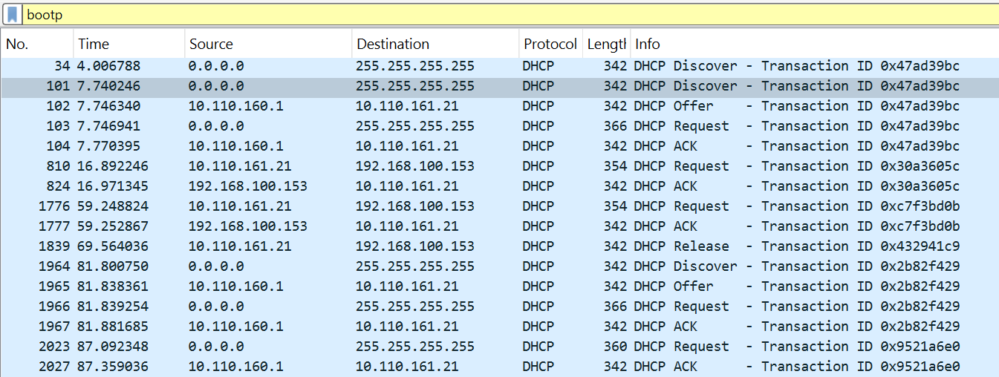 bootp
No. Time Source Destination Protocol Length Info
34 4.006788 0.0.0.0 255.255.255.255 DHCP 342 DHCP Discover - Transaction ID 0x47ad39bc
101 7.740246 0.0.0.0 255.255.255.255 DHCP 342 DHCP Discover - Transaction ID 0x47ad39bc
102 7.746340 10.110.160.1 10.110.161.21 DHCP 342 DHCP Offer - Transaction ID 0x47ad39bc
103 7.746941 0.0.0.0 255.255.255.255 DHCP 366 DHCP Request - Transaction ID 0x47ad39bc
104 7.770395 10.110.160.1 10.110.161.21 DHCP 342 DHCP ACK - Transaction ID 0x47ad39bc
810 16.892246 10.110.161.21 192.168.100.153 DHCP 354 DHCP Request - Transaction ID 0x30a3605c
824 16.971345 192.168.100.153 10.110.161.21 DHCP 342 DHCP ACK - Transaction ID 0x30a3605c
1776 59.248824 10.110.161.21 192.168.100.153 DHCP 354 DHCP Request - Transaction ID 0xc7f3bd0b
1777 59.252867 192.168.100.153 10.110.161.21 DHCP 342 DHCP ACK - Transaction ID 0xc7f3bd0b
1839 69.564036 10.110.161.21 192.168.100.153 DHCP 342 DHCP Release - Transaction ID 0x432941c9
1964 81.800750 0.0.0.0 255.255.255.255 DHCP 342 DHCP Discover - Transaction ID 0x2b82f429
1965 81.838361 10.110.160.1 10.110.161.21 DHCP 342 DHCP Offer - Transaction ID 0x2b82f429
1966 81.839254 0.0.0.0 255.255.255.255 DHCP 366 DHCP Request - Transaction ID 0x2b82f429
1967 81.881685 10.110.160.1 10.110.161.21 DHCP 342 DHCP ACK - Transaction ID 0x2b82f429
2023 87.092348 0.0.0.0 255.255.255.255 DHCP 360 DHCP Request - Transaction ID 0x9521a6e0
2027 87.359036 10.110.160.1 10.110.161.21 DHCP 342 DHCP ACK - Transaction ID 0x9521a6e0